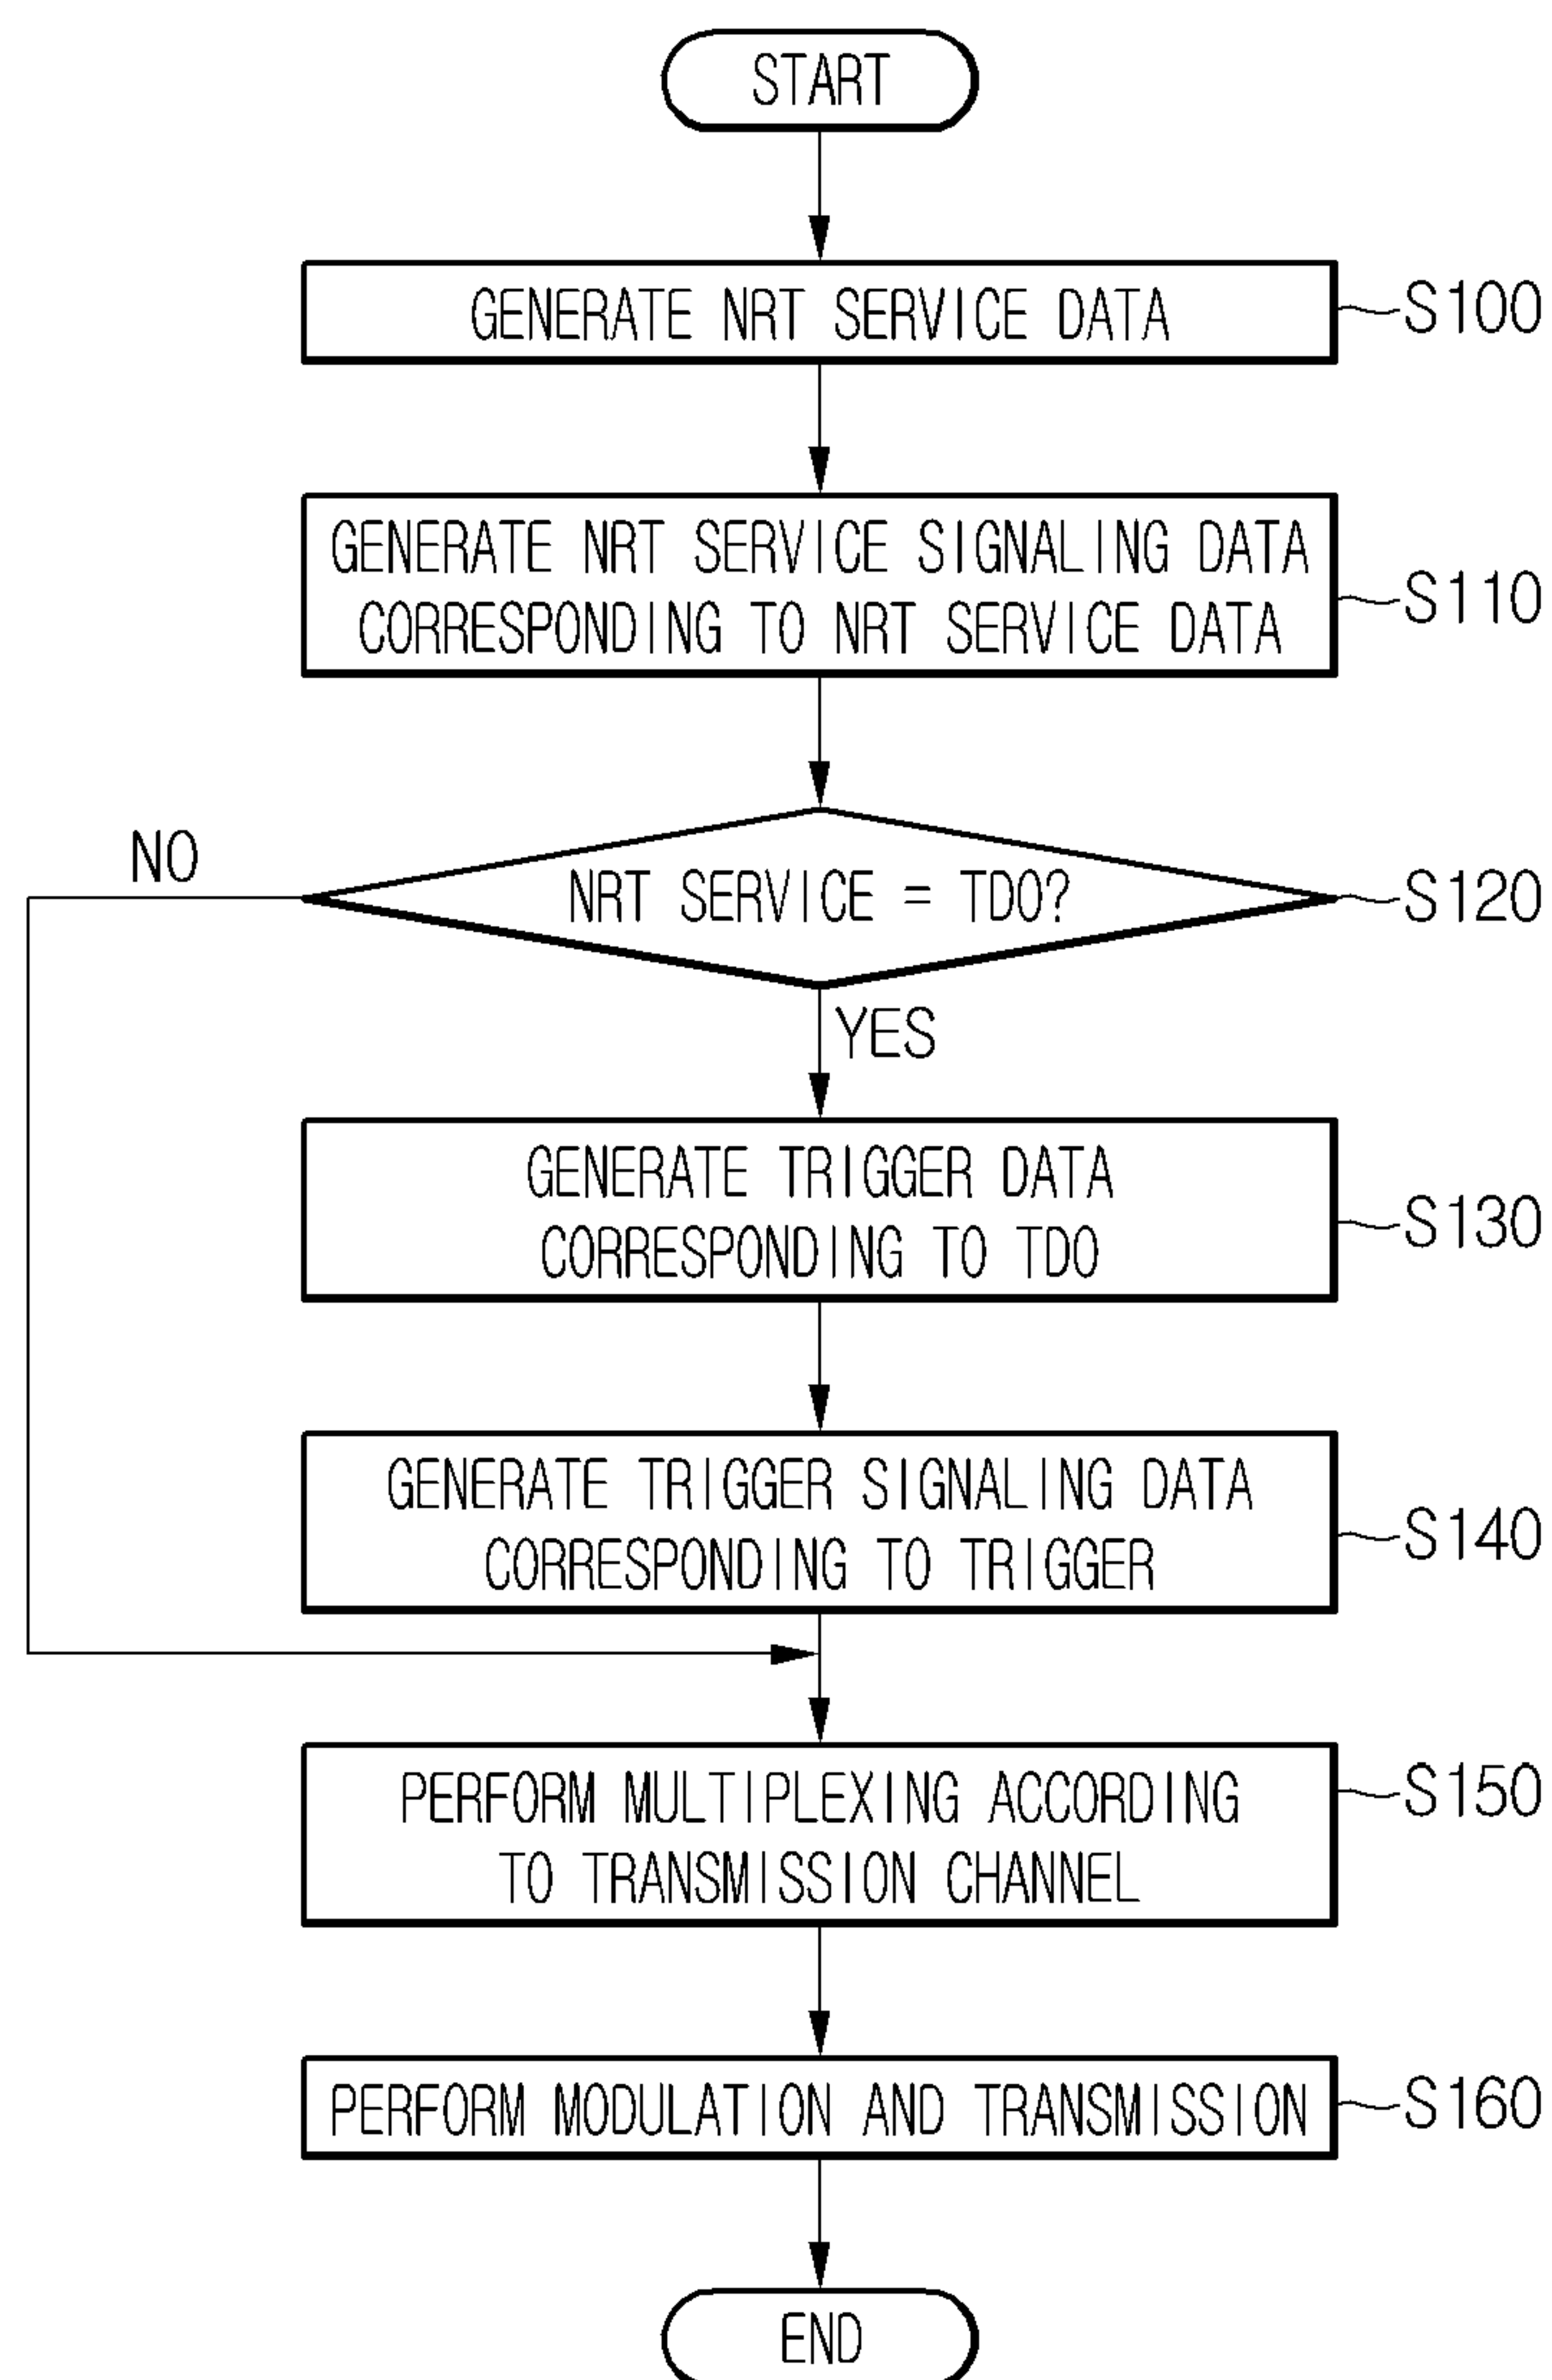 START
GENERATE NRT SERVICE DATA
S100
GENERATE NRT SERVICE SIGNALING DATA
CORRESPONDING TO NRT SERVICE DATA
S110
NRT SERVICE = TDO?
S120
NO
YES
GENERATE TRIGGER DATA
CORRESPONDING TO TDO
S130
GENERATE TRIGGER SIGNALING DATA
CORRESPONDING TO TRIGGER
S140
PERFORM MULTIPLEXING ACCORDING
TO TRANSMISSION CHANNEL
S150
PERFORM MODULATION AND TRANSMISSION
S160
END